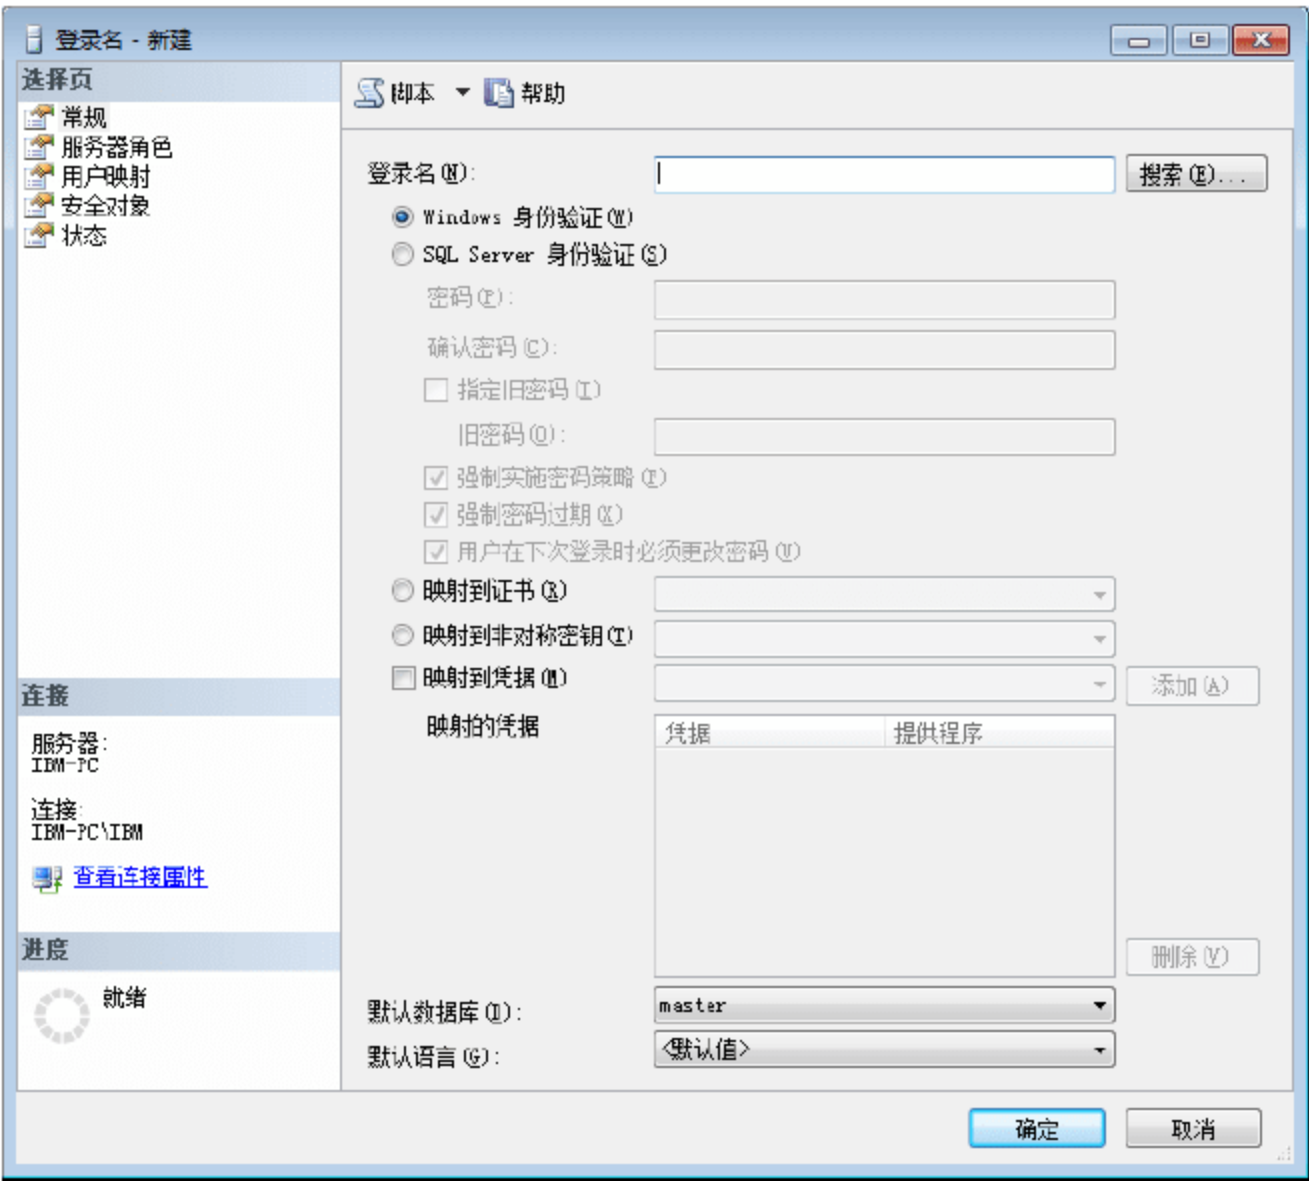 登录名 - 新建
选择页
常规
服务器角色
用户映射
安全对象
状态
连接
服务器:
IBM-PC
连接:
IBM-PC\IBM
查看连接属性
进度
就绪
脚本 帮助
登录名(N): 搜索(E)...
Windows 身份验证(W)
SQL Server 身份验证(S)
密码(P):
确认密码(C):
指定旧密码(I)
旧密码(O):
强制实施密码策略(F)
强制密码过期(X)
用户在下次登录时必须更改密码(U)
映射到证书(R)
映射到非对称密钥(T)
映射到凭据(M) 添加(A)
映射的凭据 凭据 提供程序
删除(V)
默认数据库(D): master
默认语言(G): <默认值>
确定 取消